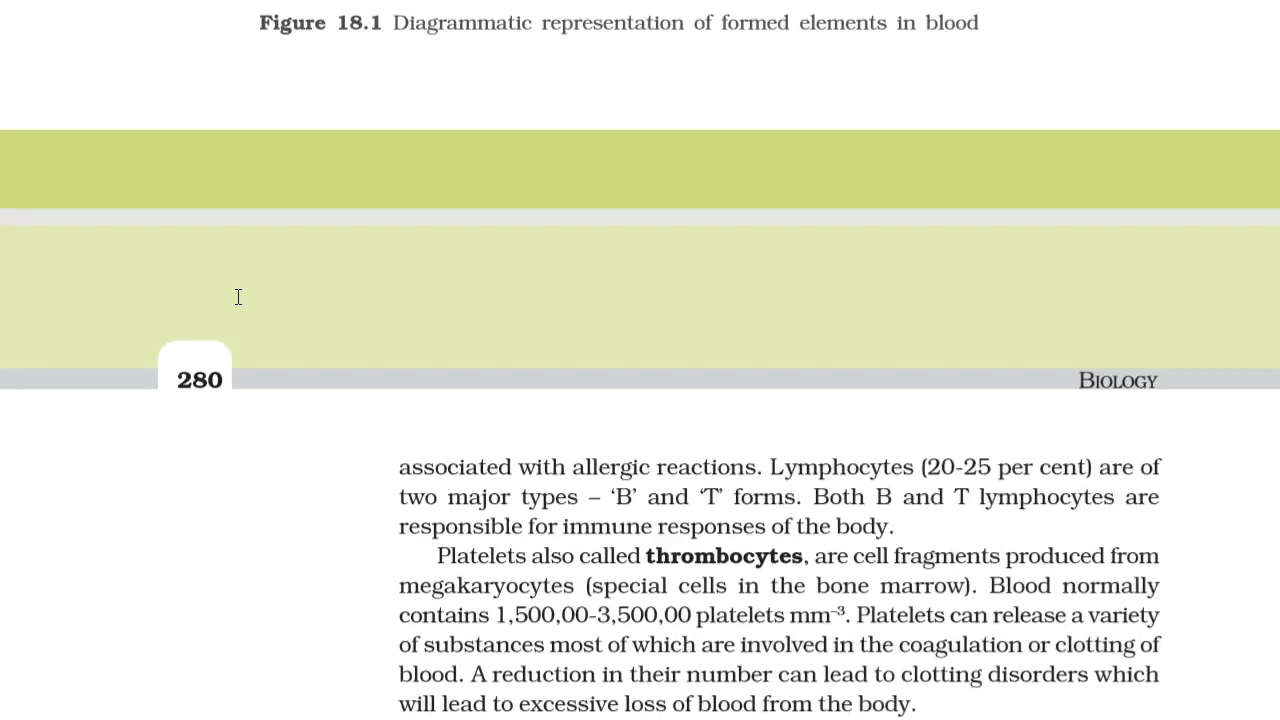 Figure 18.1 Diagrammatic representation of formed elements in blood
280
BIOLOGY
associated with allergic reactions. Lymphocytes (20-25 per cent) are of
two major types – ‘B’ and ‘T’ forms. Both B and T lymphocytes are
responsible for immune responses of the body.
Platelets also called thrombocytes, are cell fragments produced from
megakaryocytes (special cells in the bone marrow). Blood normally
contains 1,500,00-3,500,00 platelets mm⁻³. Platelets can release a variety
of substances most of which are involved in the coagulation or clotting of
blood. A reduction in their number can lead to clotting disorders which
will lead to excessive loss of blood from the body.